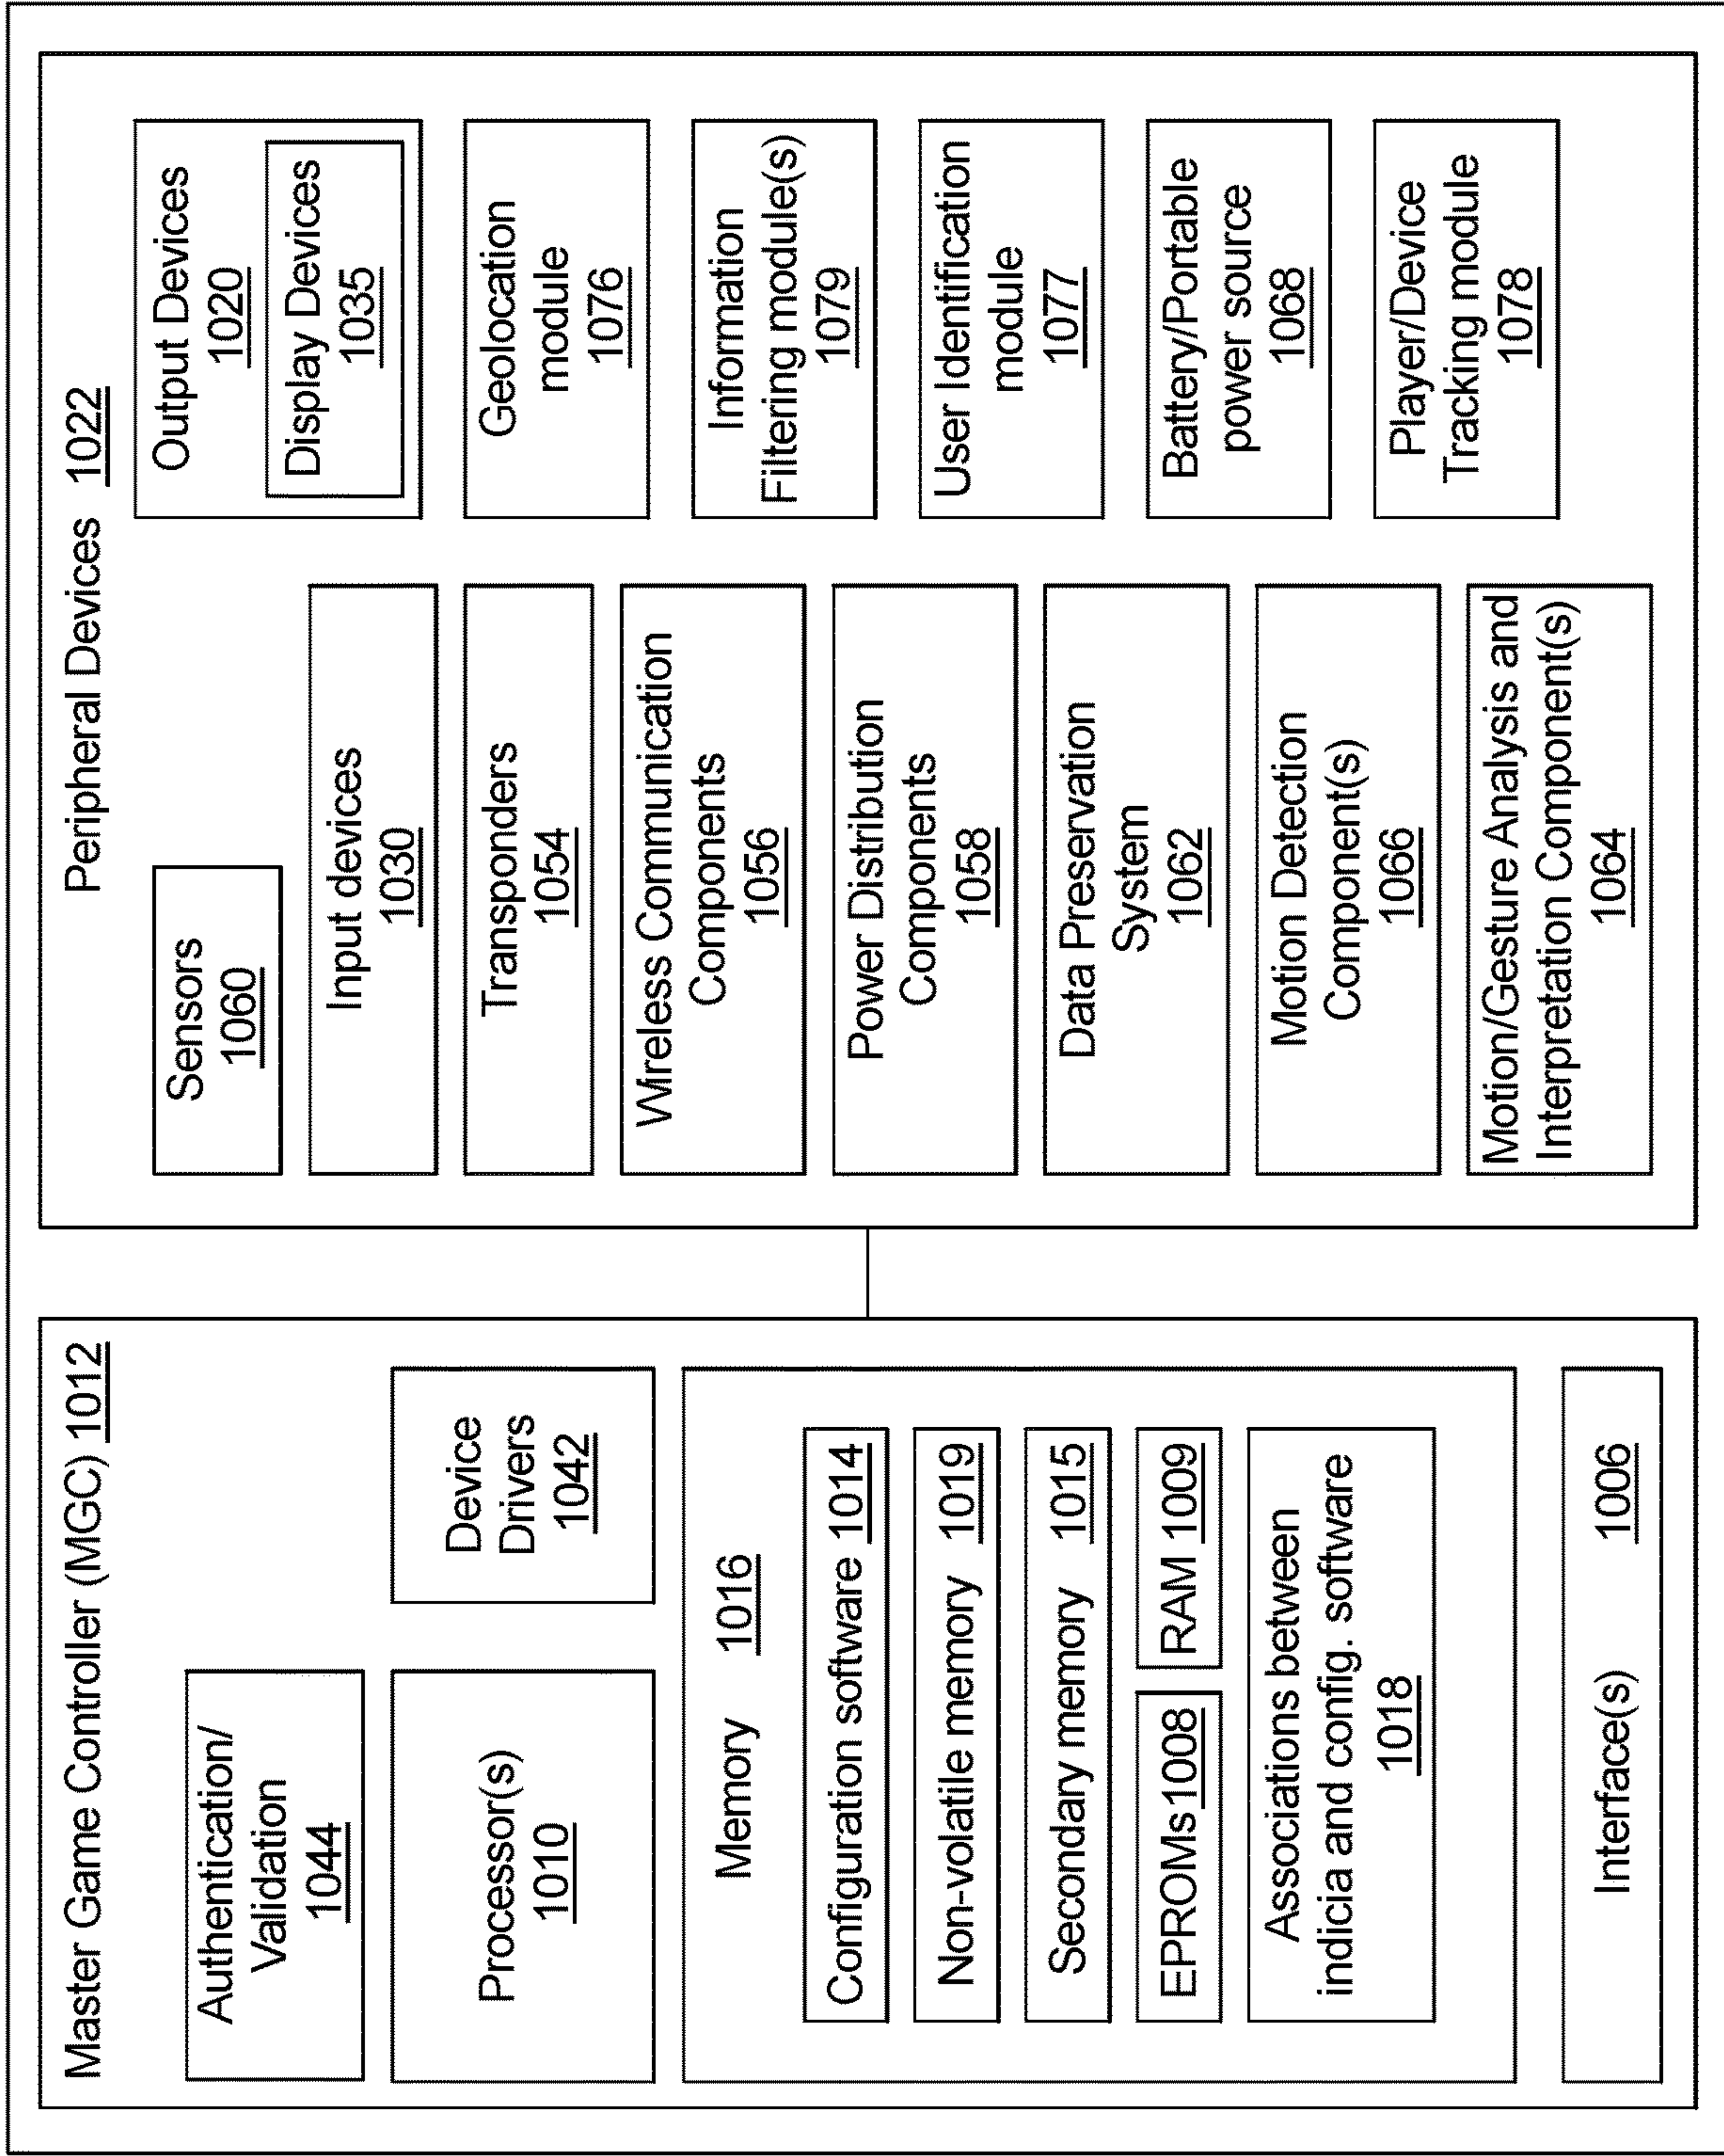 Master Game Controller (MGC) 1012
Authentication/
Validation
1044
Processor(s)
1010
Device
Drivers
1042
Memory 1016
Configuration software 1014
Non-volatile memory 1019
Secondary memory 1015
EPROMs1008
RAM 1009
Associations between
indicia and config. software
1018
Interface(s) 1006
Peripheral Devices 1022
Sensors
1060
Input devices
1030
Transponders
1054
Wireless Communication
Components
1056
Power Distribution
Components
1058
Data Preservation
System
1062
Motion Detection
Component(s)
1066
Motion/Gesture Analysis and
Interpretation Component(s)
1064
Output Devices
1020
Display Devices
1035
Geolocation
module
1076
Information
Filtering module(s)
1079
User Identification
module
1077
Battery/Portable
power source
1068
Player/Device
Tracking module
1078